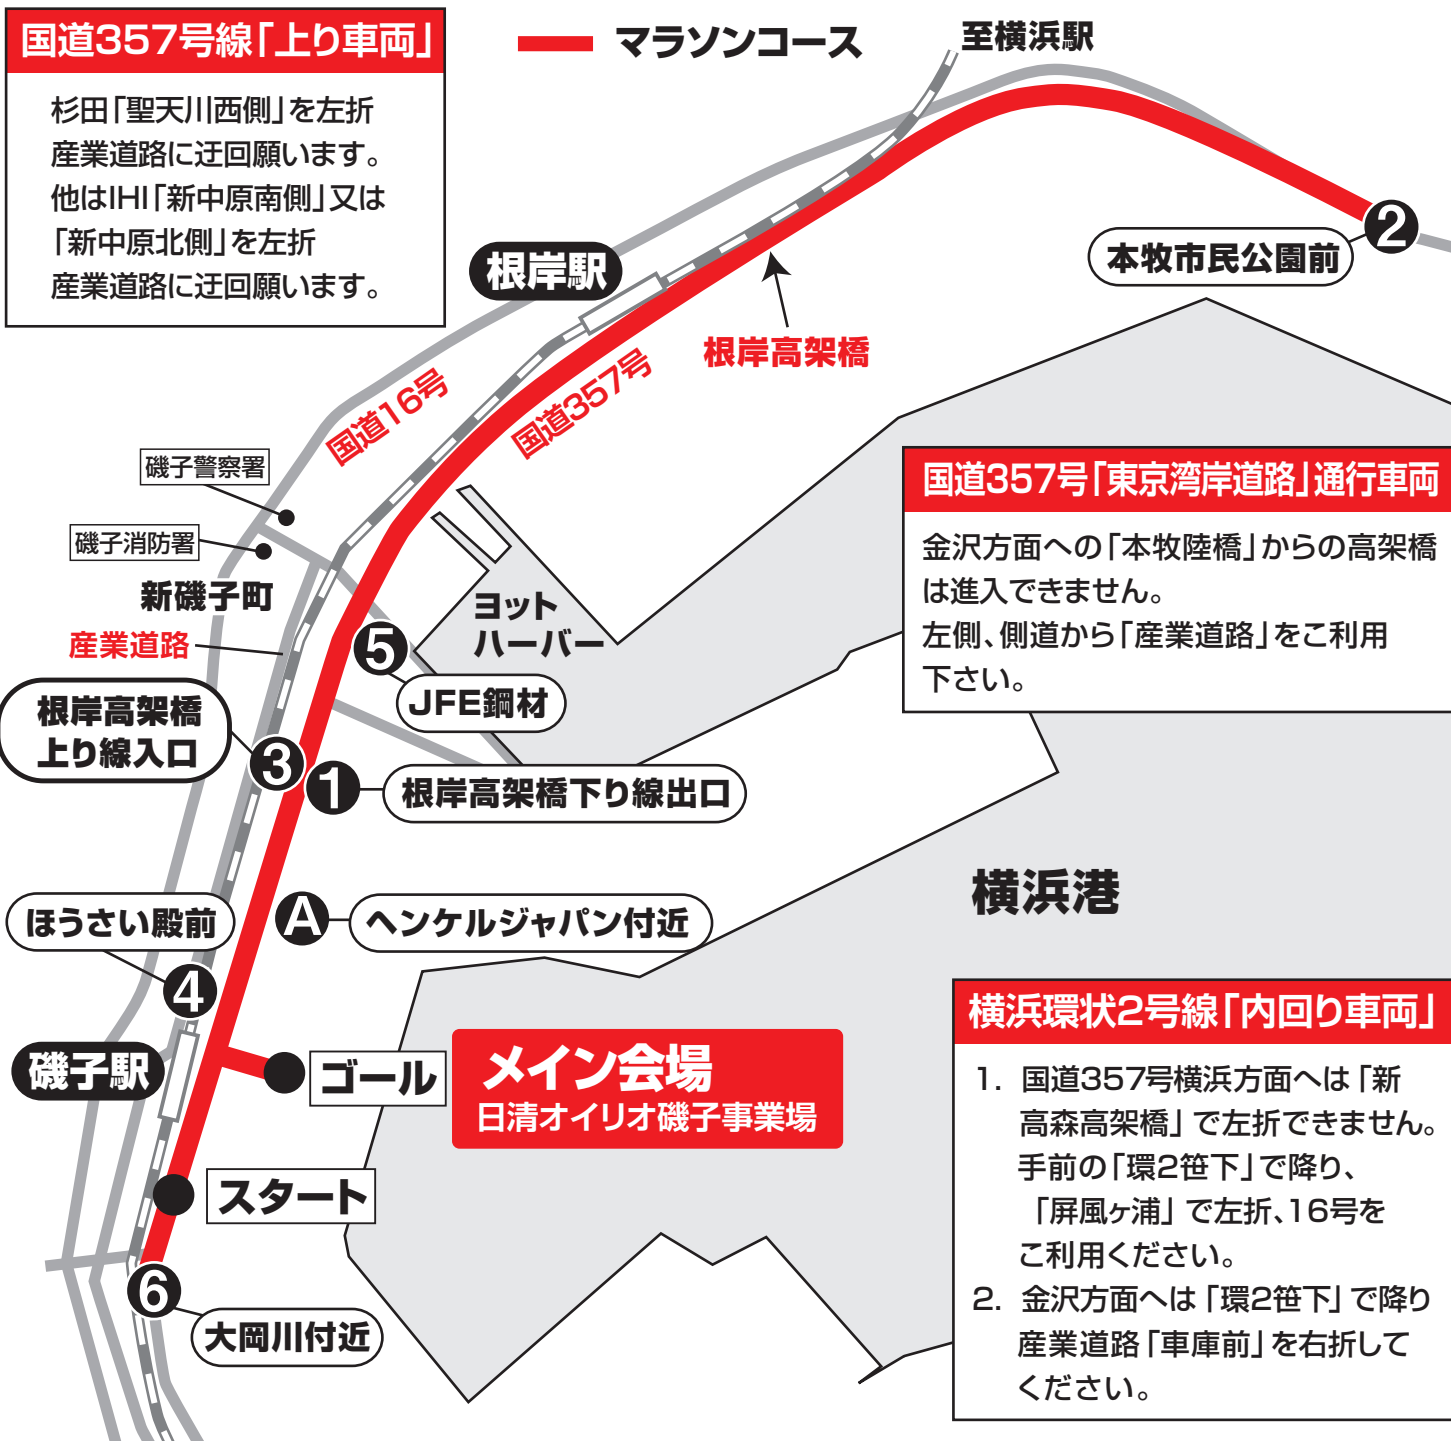 国道357号線「上り車両」
杉田「聖天川西側」を左折
産業道路に迂回願います。
他はIHI「新中原南側」又は
「新中原北側」を左折
産業道路に迂回願います。
マラソンコース
至横浜駅
2
本牧市民公園前
根岸駅
根岸高架橋
国道16号
国道357号
磯子警察署
磯子消防署
新磯子町
産業道路
ヨット
ハーバー
5
JFE鋼材
国道357号「東京湾岸道路」通行車両
金沢方面への「本牧陸橋」からの高架橋
は進入できません。
左側、側道から「産業道路」をご利用
下さい。
根岸高架橋
上り線入口
3
1
根岸高架橋下り線出口
横浜港
ほうさい殿前
A
ヘンケルジャパン付近
4
磯子駅
ゴール
メイン会場
日清オイリオ磯子事業場
スタート
6
大岡川付近
横浜環状2号線「内回り車両」
1. 国道357号横浜方面へは「新
高森高架橋」で左折できません。
手前の「環2笹下」で降り、
「屏風ヶ浦」で左折、16号を
ご利用ください。
2. 金沢方面へは「環2笹下」で降り
産業道路「車庫前」を右折して
ください。